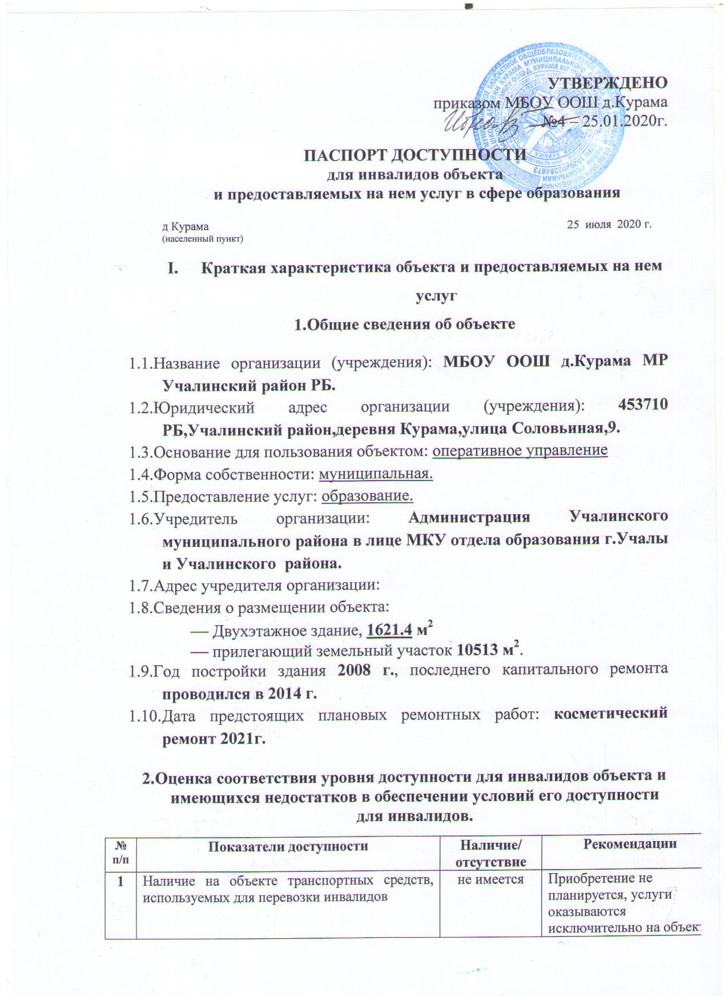 УТВЕРЖДЕНО
приказом МБОУ ООШ д.Курама
№4 – 25.01.2020г.
ПАСПОРТ ДОСТУПНОСТИ
для инвалидов объекта
и предоставляемых на нем услуг в сфере образования
д Курама 25 июля 2020 г.
(населенный пункт)
I. Краткая характеристика объекта и предоставляемых на нем
услуг
1.Общие сведения об объекте
1.1.Название организации (учреждения): МБОУ ООШ д.Курама МР
Учалинский район РБ.
1.2.Юридический адрес организации (учреждения): 453710
РБ,Учалинский район,деревня Курама,улица Соловьиная,9.
1.3.Основание для пользования объектом: оперативное управление
1.4.Форма собственности: муниципальная.
1.5.Предоставление услуг: образование.
1.6.Учредитель организации: Администрация Учалинского
муниципального района в лице МКУ отдела образования г.Учалы
и Учалинского района.
1.7.Адрес учредителя организации:
1.8.Сведения о размещении объекта:
— Двухэтажное здание, 1621.4 м²
— прилегающий земельный участок 10513 м².
1.9.Год постройки здания 2008 г., последнего капитального ремонта
проводился в 2014 г.
1.10.Дата предстоящих плановых ремонтных работ: косметический
ремонт 2021г.
2.Оценка соответствия уровня доступности для инвалидов объекта и
имеющихся недостатков в обеспечении условий его доступности
для инвалидов.
№ Показатели доступности Наличие/ Рекомендации
п/п отсутствие
1 Наличие на объекте транспортных средств, не имеется Приобретение не
используемых для перевозки инвалидов планируется, услуги
оказываются
исключительно на объек